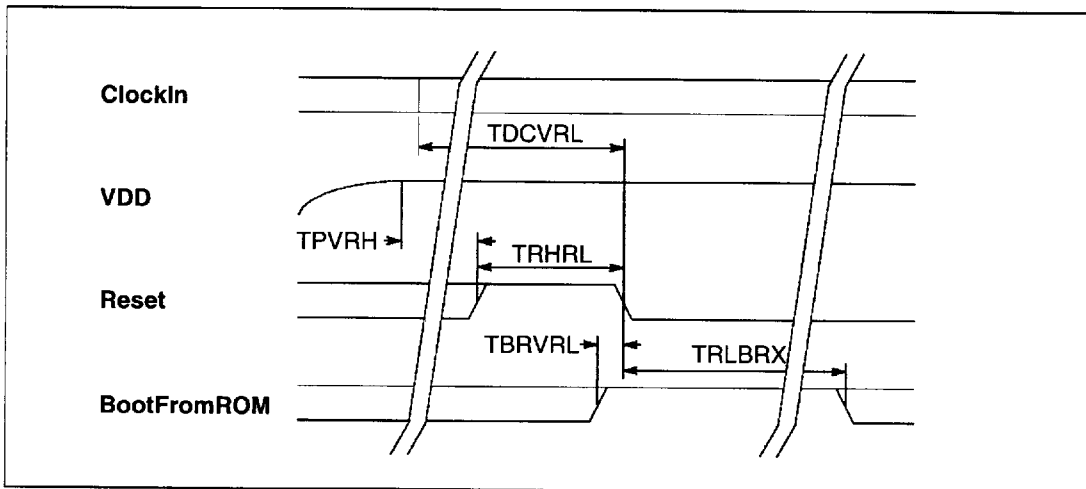 ClockIn
TDCVRL
VDD
TPVRH
TRHRL
Reset
TBRVRL
TRLBRX
BootFromROM